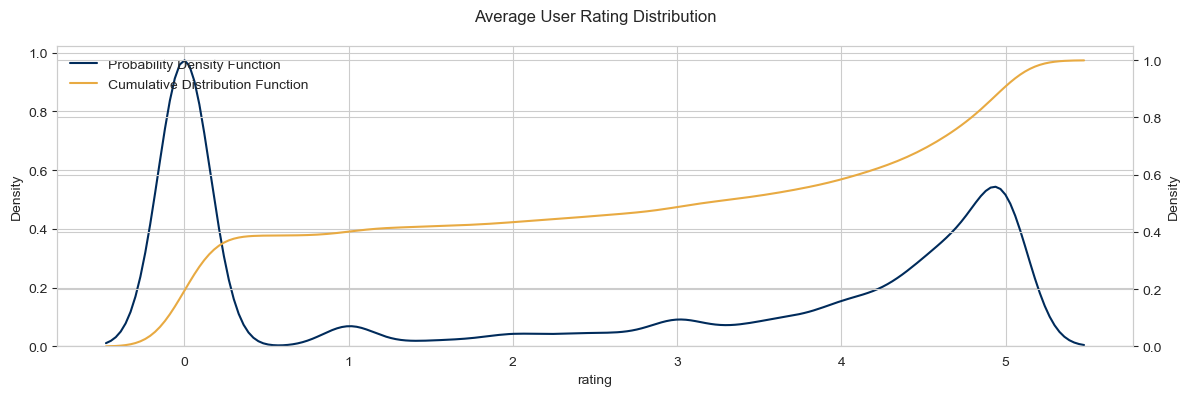 Average User Rating Distribution
Probability Density Function
Cumulative Distribution Function
1.0
0.8
0.6
0.4
0.2
0.0
Density
1.0
0.8
0.6
0.4
0.2
0.0
Density
0 1 2 3 4 5
rating